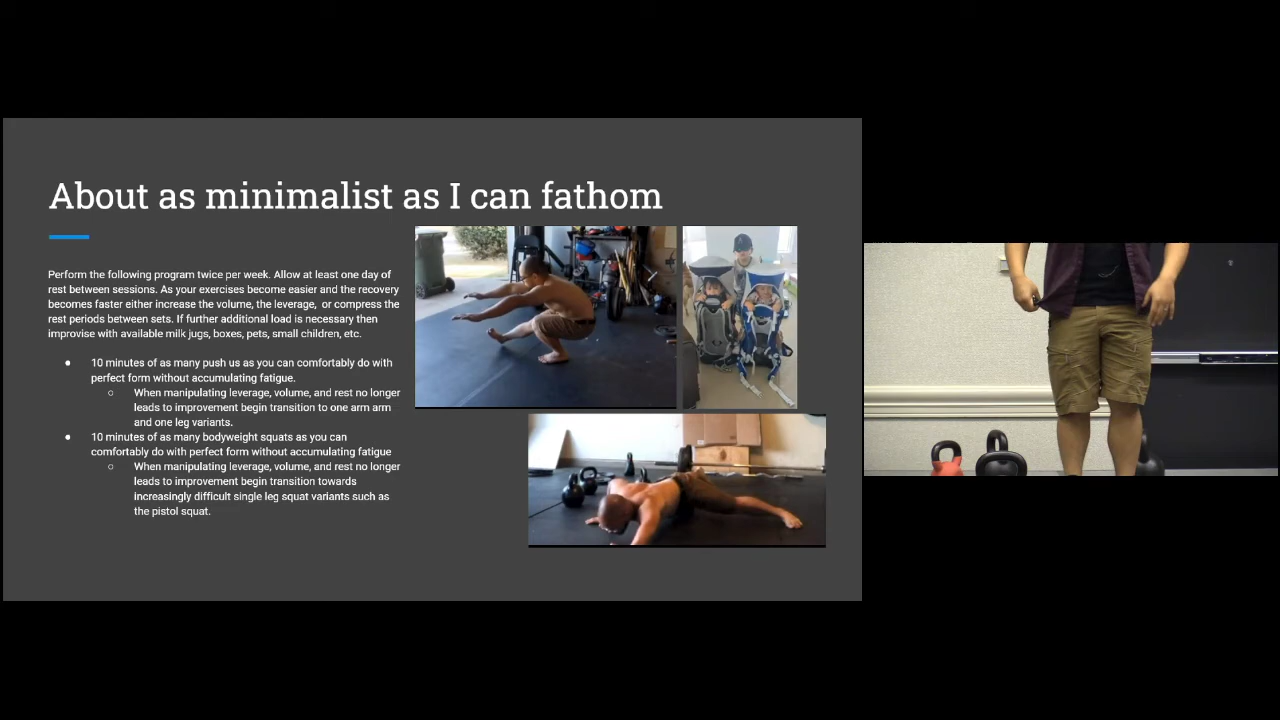 About as minimalist as I can fathom
Perform the following program twice per week. Allow at least one day of
rest between sessions. As your exercises become easier and the recovery
becomes faster either increase the volume, the leverage, or compress the
rest periods between sets. If further additional load is necessary then
improvise with available milk jugs, boxes, pets, small children, etc.
● 10 minutes of as many push us as you can comfortably do with
perfect form without accumulating fatigue.
○ When manipulating leverage, volume, and rest no longer
leads to improvement begin transition to one arm arm
and one leg variants.
● 10 minutes of as many bodyweight squats as you can
comfortably do with perfect form without accumulating fatigue
○ When manipulating leverage, volume, and rest no longer
leads to improvement begin transition towards
increasingly difficult single leg squat variants such as
the pistol squat.